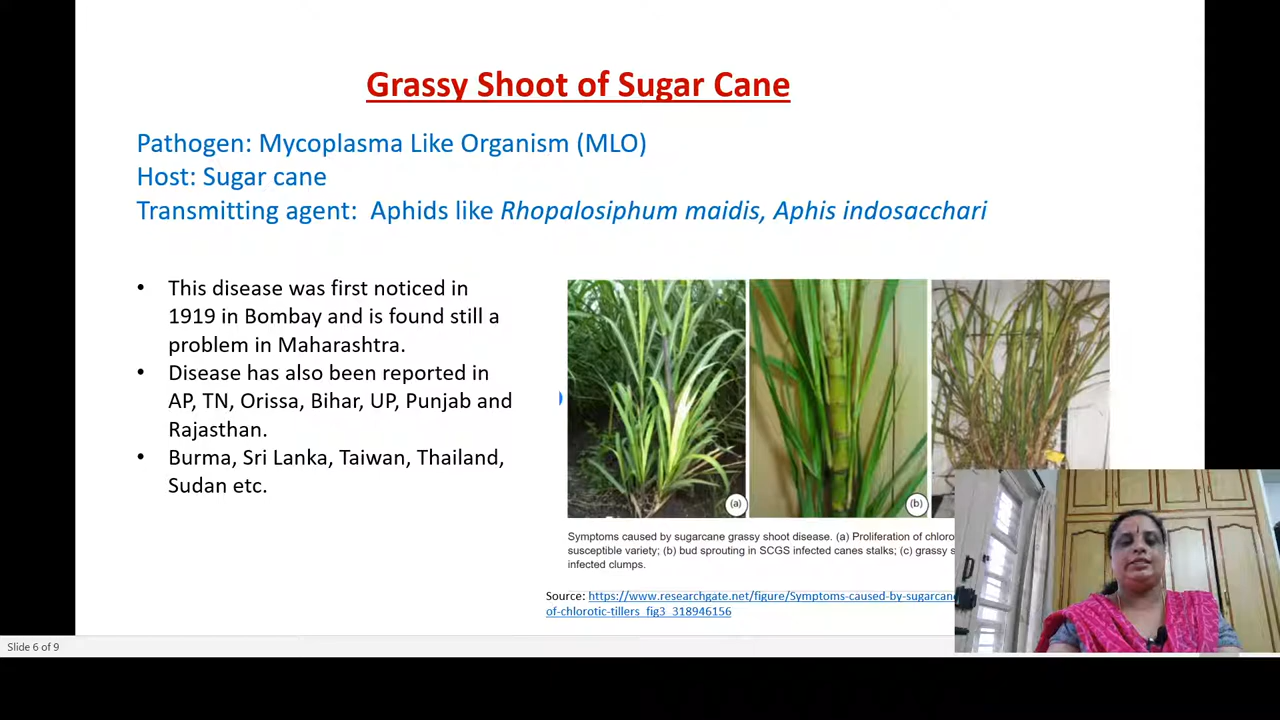 Grassy Shoot of Sugar Cane
Pathogen: Mycoplasma Like Organism (MLO)
Host: Sugar cane
Transmitting agent: Aphids like Rhopalosiphum maidis, Aphis indosacchari
• This disease was first noticed in
1919 in Bombay and is found still a
problem in Maharashtra.
• Disease has also been reported in
AP, TN, Orissa, Bihar, UP, Punjab and
Rajasthan.
• Burma, Sri Lanka, Taiwan, Thailand,
Sudan etc.
(a)
(b)
Symptoms caused by sugarcane grassy shoot disease. (a) Proliferation of chloro
susceptible variety; (b) bud sprouting in SCGS infected canes stalks; (c) grassy s
infected clumps.
Source: https://www.researchgate.net/figure/Symptoms-caused-by-sugarcane
of-chlorotic-tillers_fig3_318946156
Slide 6 of 9